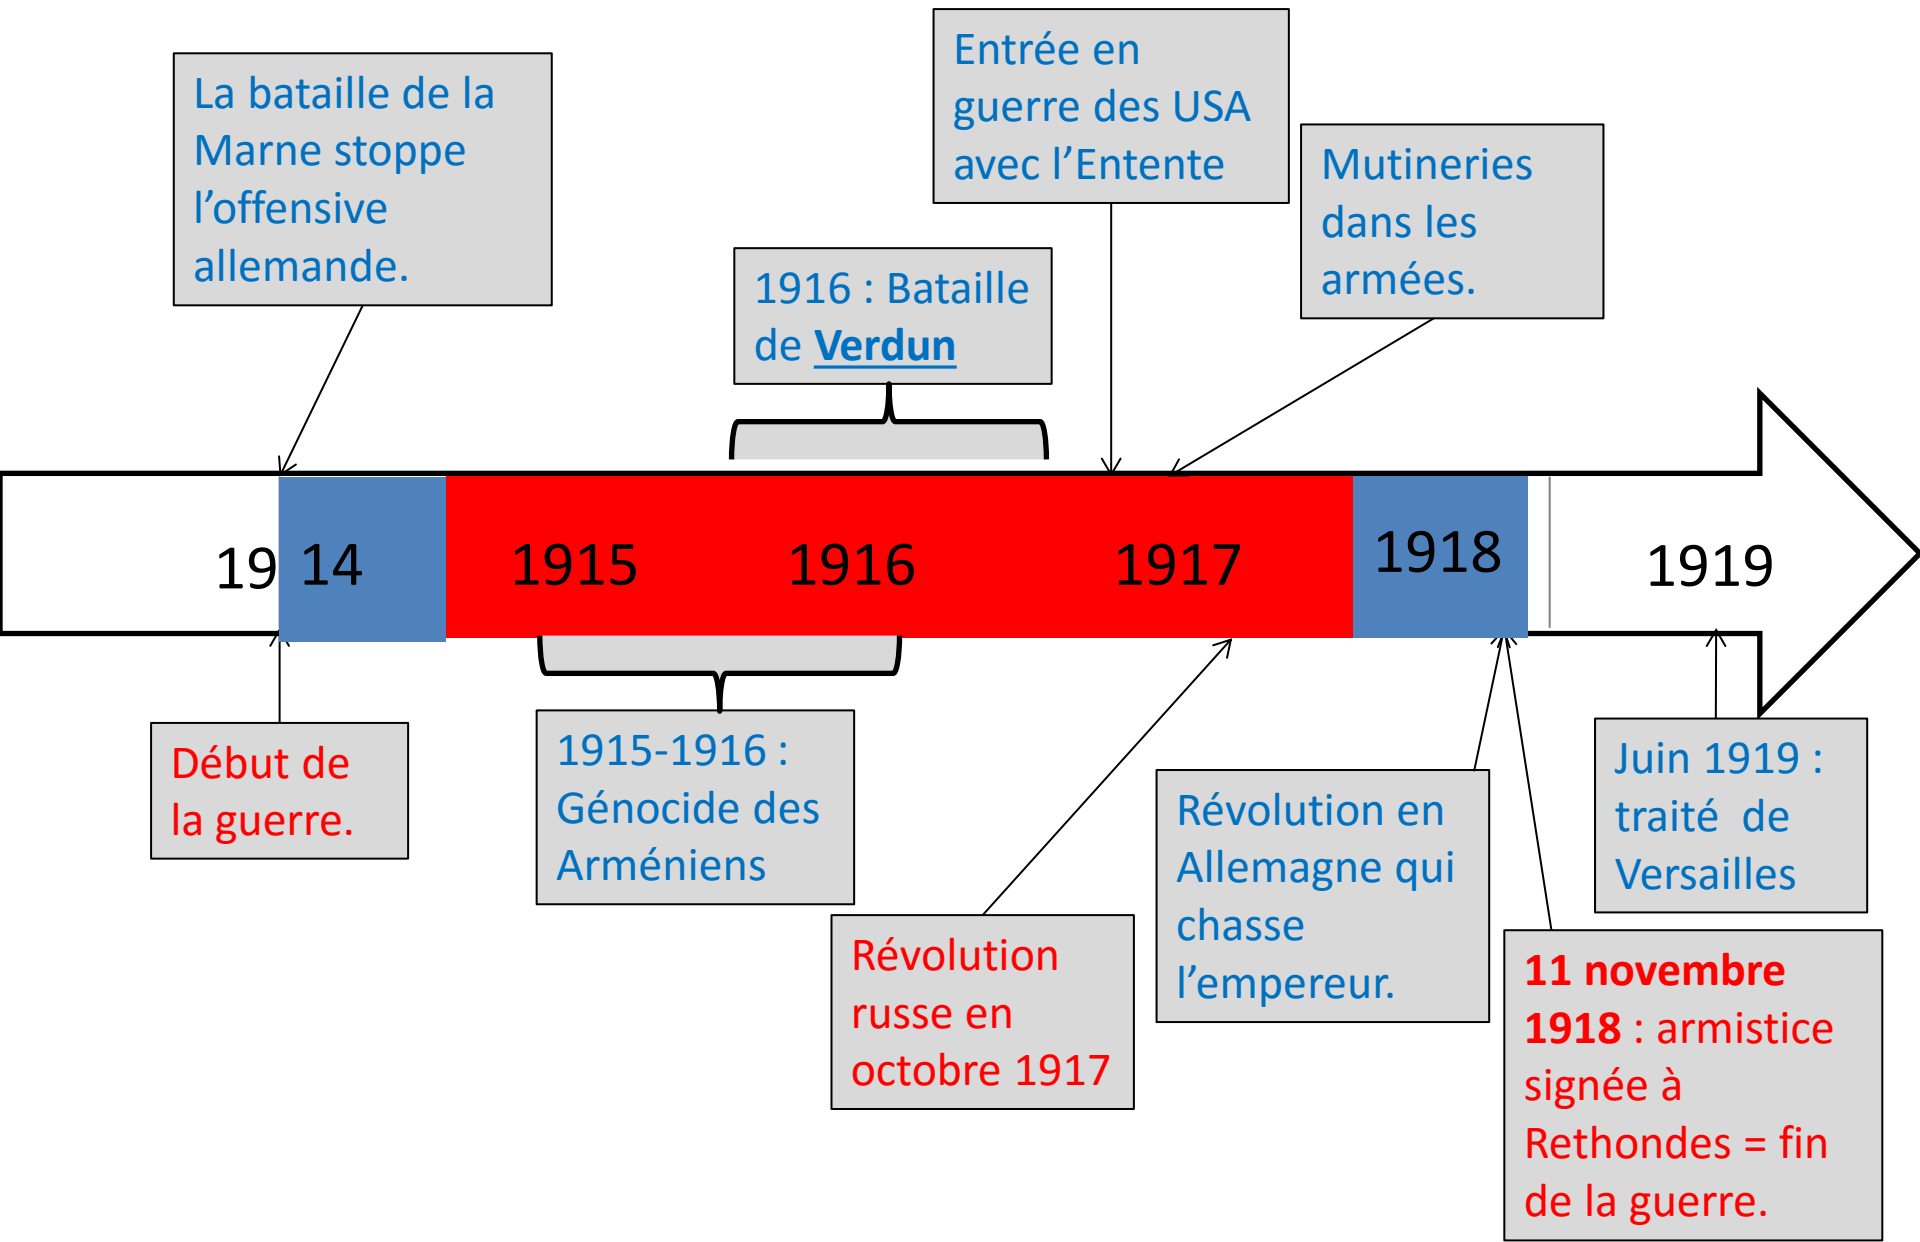 La bataille de la
Marne stoppe
l’offensive
allemande.
Entrée en
guerre des USA
avec l’Entente
Mutineries
dans les
armées.
1916 : Bataille
de Verdun
1914 1915 1916 1917 1918 1919
Début de
la guerre.
1915-1916 :
Génocide des
Arméniens
Révolution
russe en
octobre 1917
Révolution en
Allemagne qui
chasse
l’empereur.
11 novembre
1918 : armistice
signée à
Rethondes = fin
de la guerre.
Juin 1919 :
traité de
Versailles